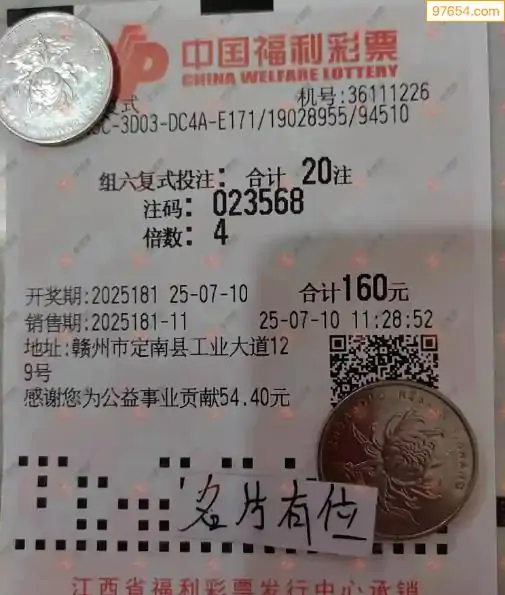 97654.com
中国福利彩票
CHINA WELFARE LOTTERY
式 机号:36111226
C-3D03-DC4A-E171/19028955/94510
组六复式投注: 合计 20注
注码: 023568
倍数: 4
开奖期:2025181 25-07-10 合计160元
销售期:2025181-11 25-07-10 11:28:52
地址:赣州市定南县工业大道12
9号
感谢您为公益事业贡献54.40元
名片有位
江西省福利彩票发行中心承销